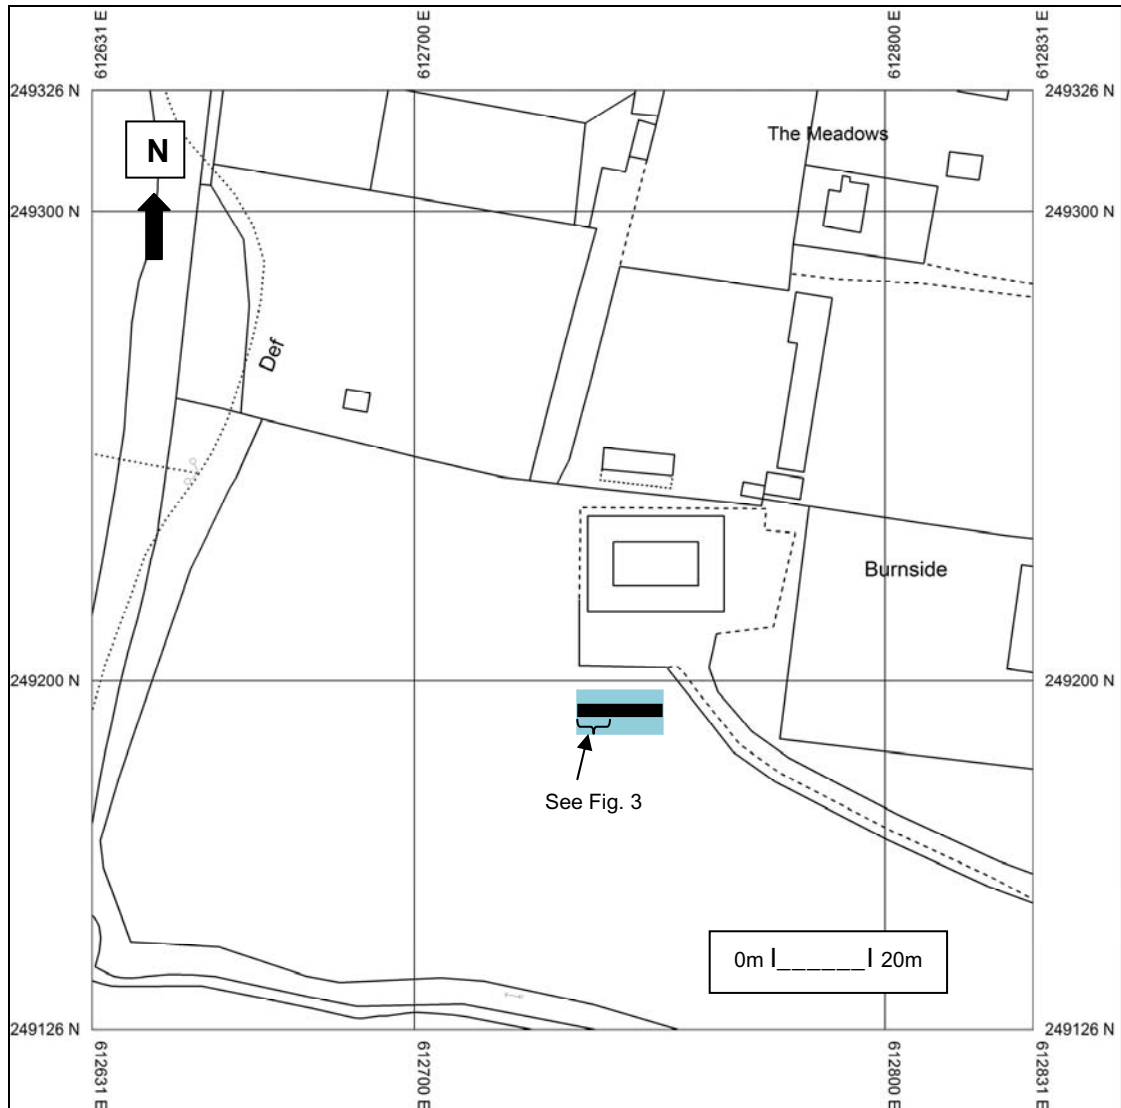 612631 E
612700 E
612800 E
612831 E
249326 N
249326 N
N
The Meadows
249300 N
249300 N
Def
Burnside
249200 N
249200 N
See Fig. 3
0m I______I 20m
249126 N
249126 N
612631 E
612700 E
612800 E
612831 E